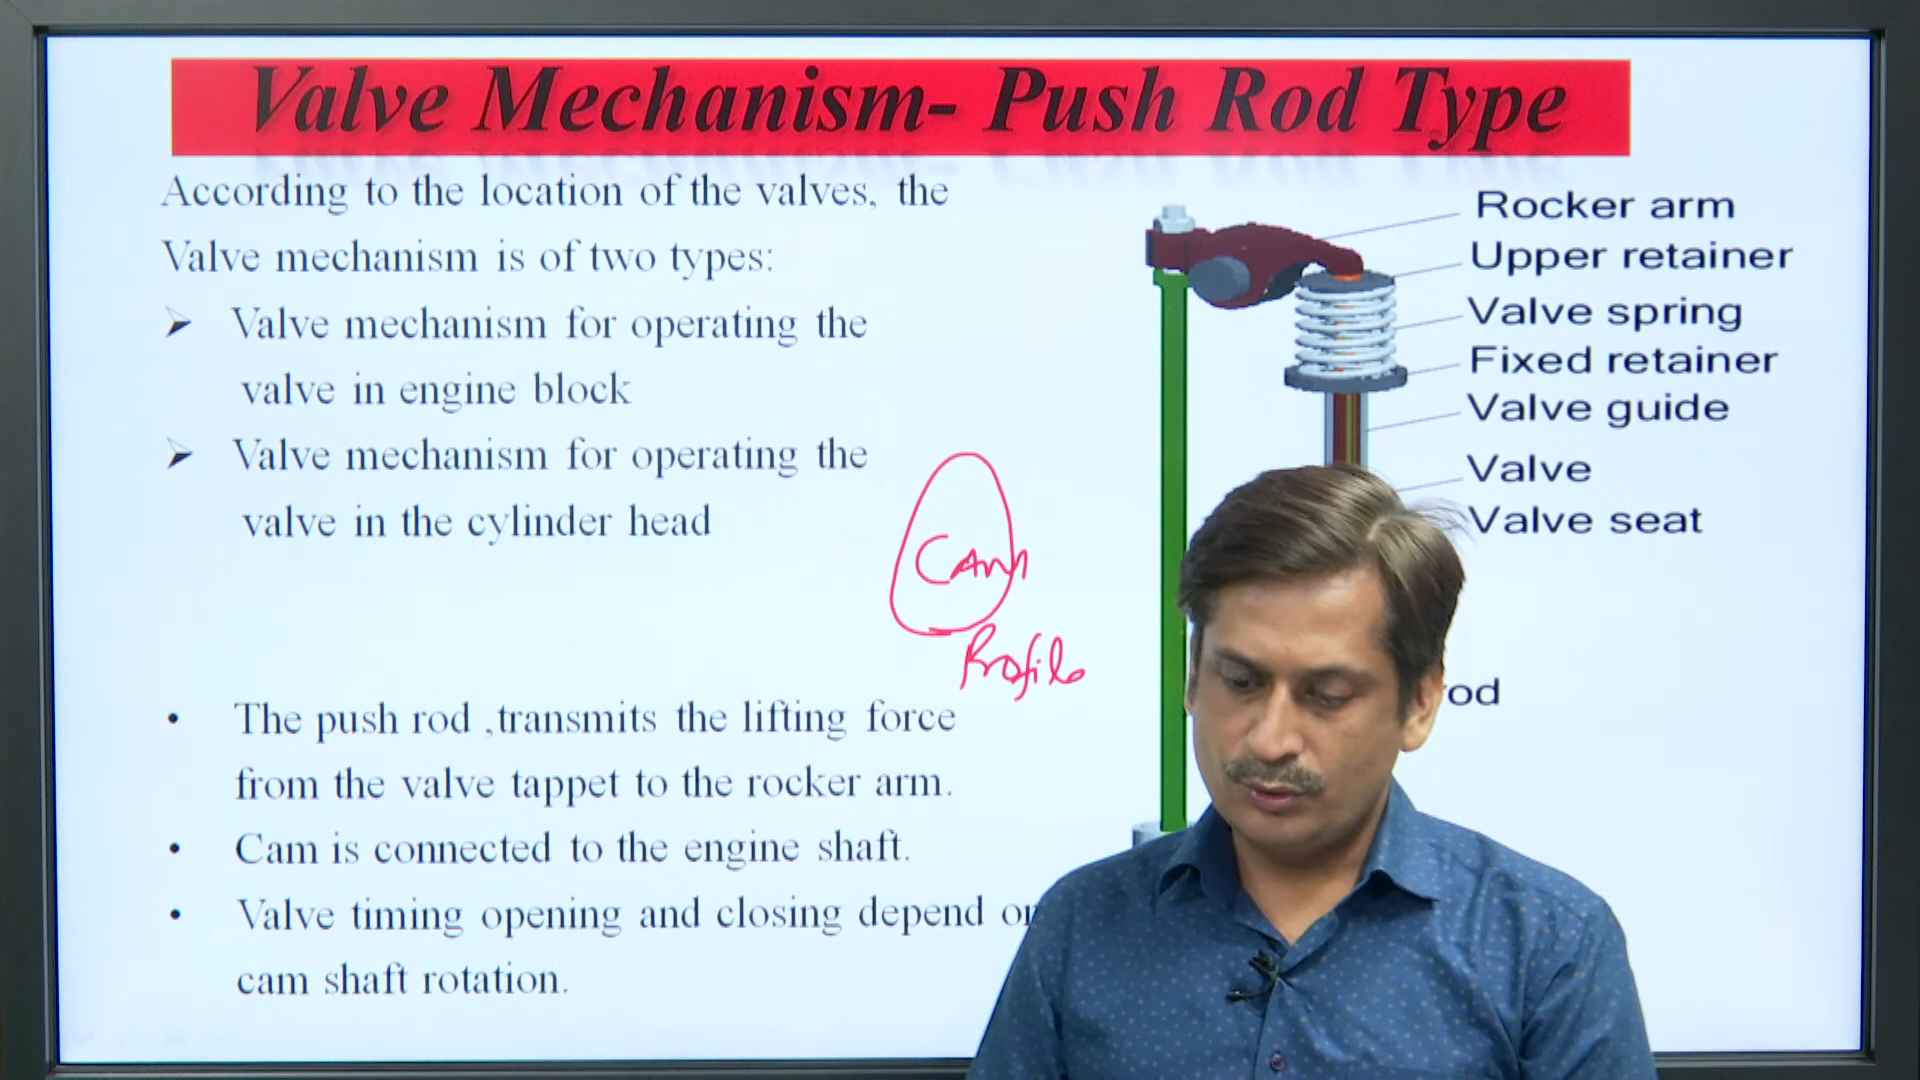 Valve Mechanism- Push Rod Type
According to the location of the valves, the
Valve mechanism is of two types:
➤ Valve mechanism for operating the
valve in engine block
➤ Valve mechanism for operating the
valve in the cylinder head
• The push rod ,transmits the lifting force
from the valve tappet to the rocker arm.
• Cam is connected to the engine shaft.
• Valve timing opening and closing depend on
cam shaft rotation.
Cam
Profile
Rocker arm
Upper retainer
Valve spring
Fixed retainer
Valve guide
Valve
Valve seat